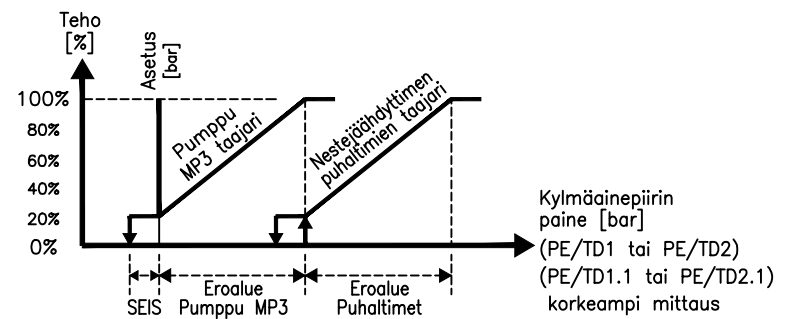 Teho
[%]
Asetus
[bar]
100%
80%
60%
40%
20%
0%
Pumppu
MP3 taajari
Nestejäähdyttimen
puhaltimien taajari
Kylmäainepiirin
paine [bar]
(PE/TD1 tai PE/TD2)
(PE/TD1.1 tai PE/TD2.1)
korkeampi mittaus
SEIS
Eroalue
Pumppu MP3
Eroalue
Puhaltimet